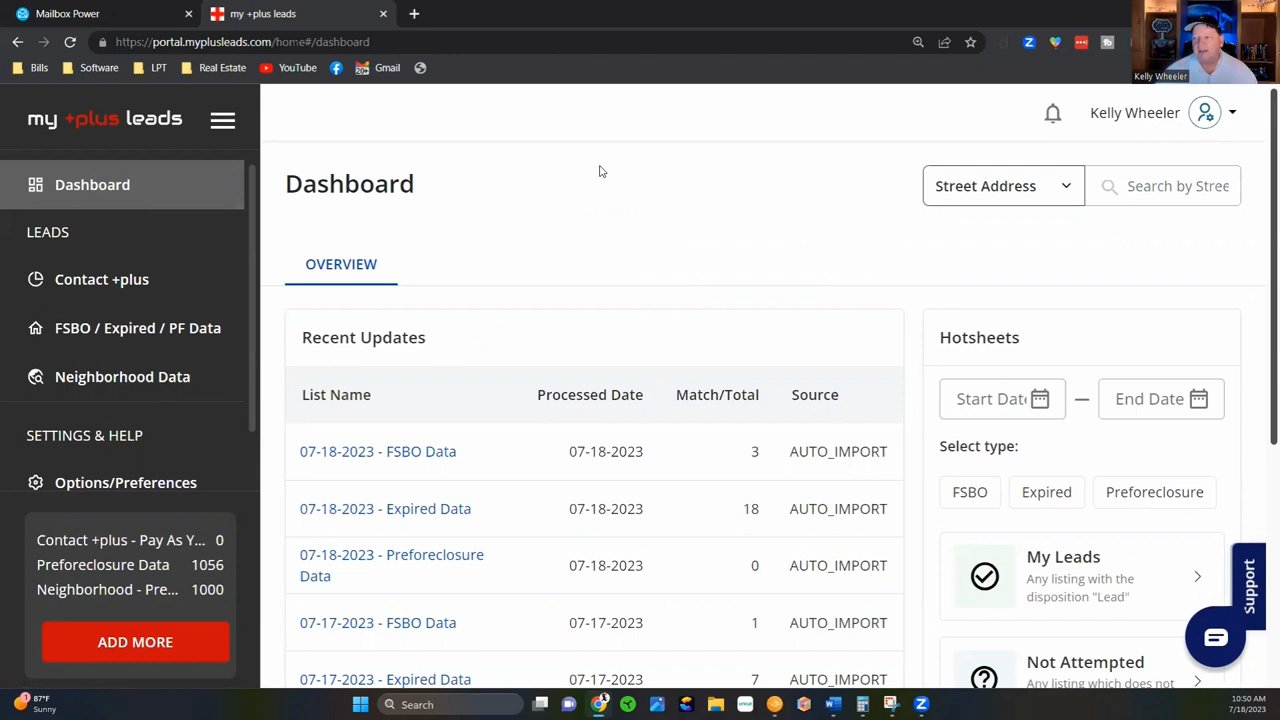 Mailbox Power
my +plus leads
https://portal.myplusleads.com/home#/dashboard
Bills
Software
LPT
Real Estate
YouTube
Gmail
Kelly Wheeler
my +plus leads
Kelly Wheeler
Dashboard
LEADS
Contact +plus
FSBO / Expired / PF Data
Neighborhood Data
SETTINGS & HELP
Options/Preferences
Contact +plus - Pay As Y... 0
Preforeclosure Data 1056
Neighborhood - Pre... 1000
ADD MORE
Dashboard
Street Address
Search by Stree
OVERVIEW
Recent Updates
List Name Processed Date Match/Total Source
07-18-2023 - FSBO Data 07-18-2023 3 AUTO_IMPORT
07-18-2023 - Expired Data 07-18-2023 18 AUTO_IMPORT
07-18-2023 - Preforeclosure
Data 07-18-2023 0 AUTO_IMPORT
07-17-2023 - FSBO Data 07-17-2023 1 AUTO_IMPORT
07-17-2023 - Expired Data 07-17-2023 7 AUTO_IMPORT
Hotsheets
Start Date — End Date
Select type:
FSBO Expired Preforeclosure
My Leads
Any listing with the
disposition "Lead"
Not Attempted
Any listing which does not
Support
87°F
Sunny
Search
10:50 AM
7/18/2023